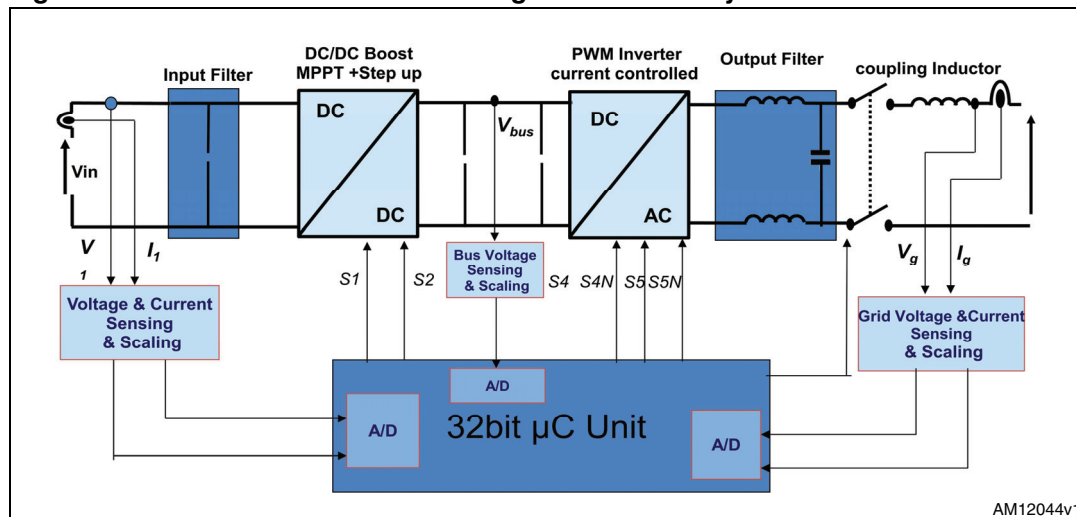 Input Filter
DC/DC Boost
MPPT +Step up
PWM Inverter
current controlled
Output Filter
coupling Inductor
Vin
DC
DC
Vbus
DC
AC
V
1
I1
S1
S2
Bus Voltage
Sensing
& Scaling
S4
S4N
S5
S5N
Vg
Ig
Voltage & Current
Sensing
& Scaling
Grid Voltage &Current
Sensing
& Scaling
A/D
A/D
32bit µC Unit
A/D
AM12044v1